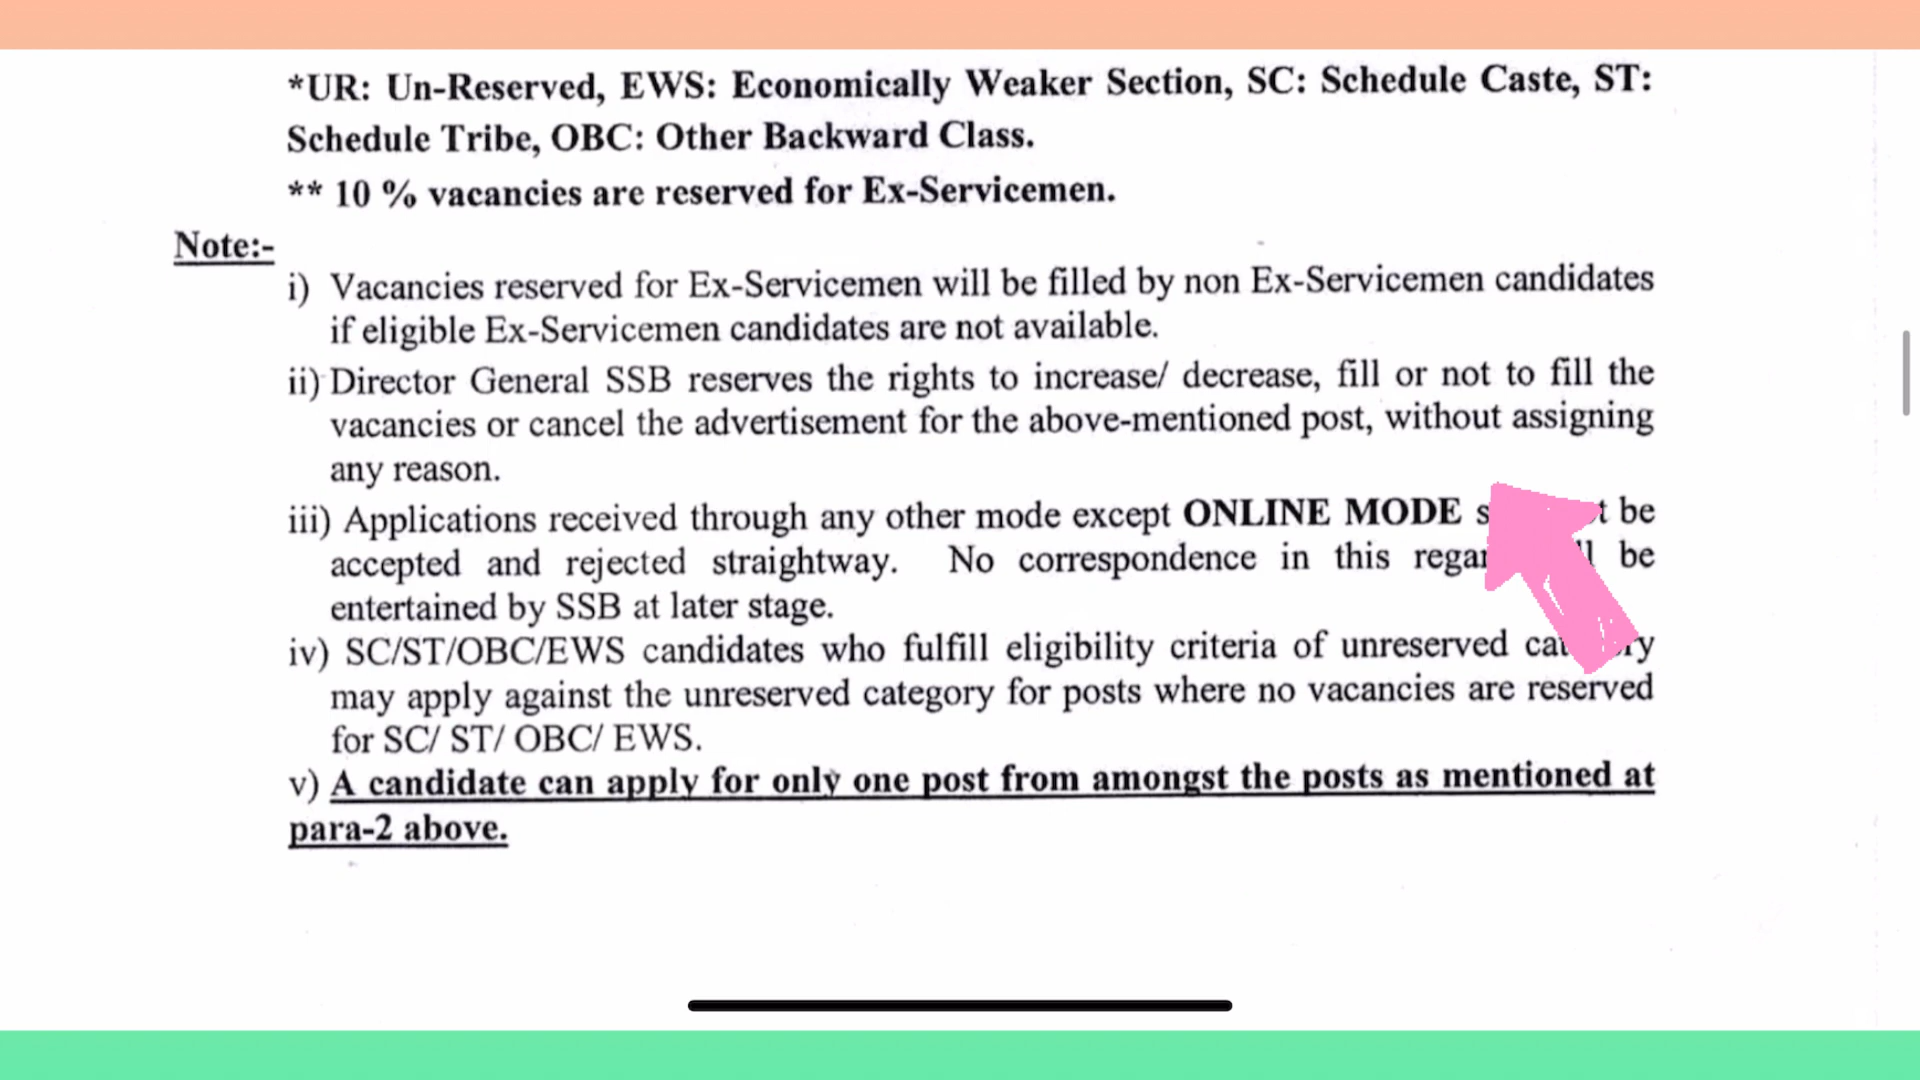 *UR: Un-Reserved, EWS: Economically Weaker Section, SC: Schedule Caste, ST:
Schedule Tribe, OBC: Other Backward Class.
** 10 % vacancies are reserved for Ex-Servicemen.
Note:-
i) Vacancies reserved for Ex-Servicemen will be filled by non Ex-Servicemen candidates
if eligible Ex-Servicemen candidates are not available.
ii) Director General SSB reserves the rights to increase/ decrease, fill or not to fill the
vacancies or cancel the advertisement for the above-mentioned post, without assigning
any reason.
iii) Applications received through any other mode except ONLINE MODE be
accepted and rejected straightway. No correspondence in this be
entertained by SSB at later stage.
iv) SC/ST/OBC/EWS candidates who fulfill eligibility criteria of unreserved
may apply against the unreserved category for posts where no vacancies are reserved
for SC/ ST/ OBC/ EWS.
v) A candidate can apply for only one post from amongst the posts as mentioned at
para-2 above.